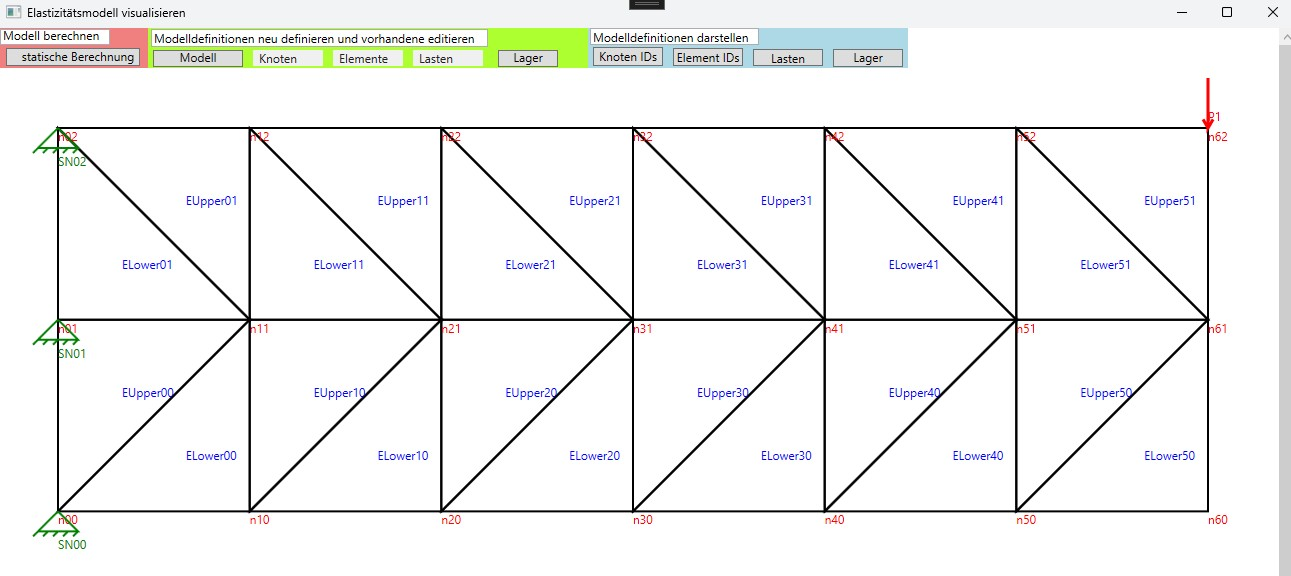 Elastizitätsmodell visualisieren
Modell berechnen
Modelldefinitionen neu definieren und vorhandene editieren
Modelldefinitionen darstellen
statische Berechnung
Modell
Knoten
Elemente
Lasten
Lager
Knoten IDs
Element IDs
Lasten
Lager
n02 n12 n22 n32 n42 n52 n62
SN02
EUpper01 EUpper11 EUpper21 EUpper31 EUpper41 EUpper51
ELower01 ELower11 ELower21 ELower31 ELower41 ELower51
n01 n11 n21 n31 n41 n51 n61
SN01
EUpper00 EUpper10 EUpper20 EUpper30 EUpper40 EUpper50
ELower00 ELower10 ELower20 ELower30 ELower40 ELower50
n00 n10 n20 n30 n40 n50 n60
SN00